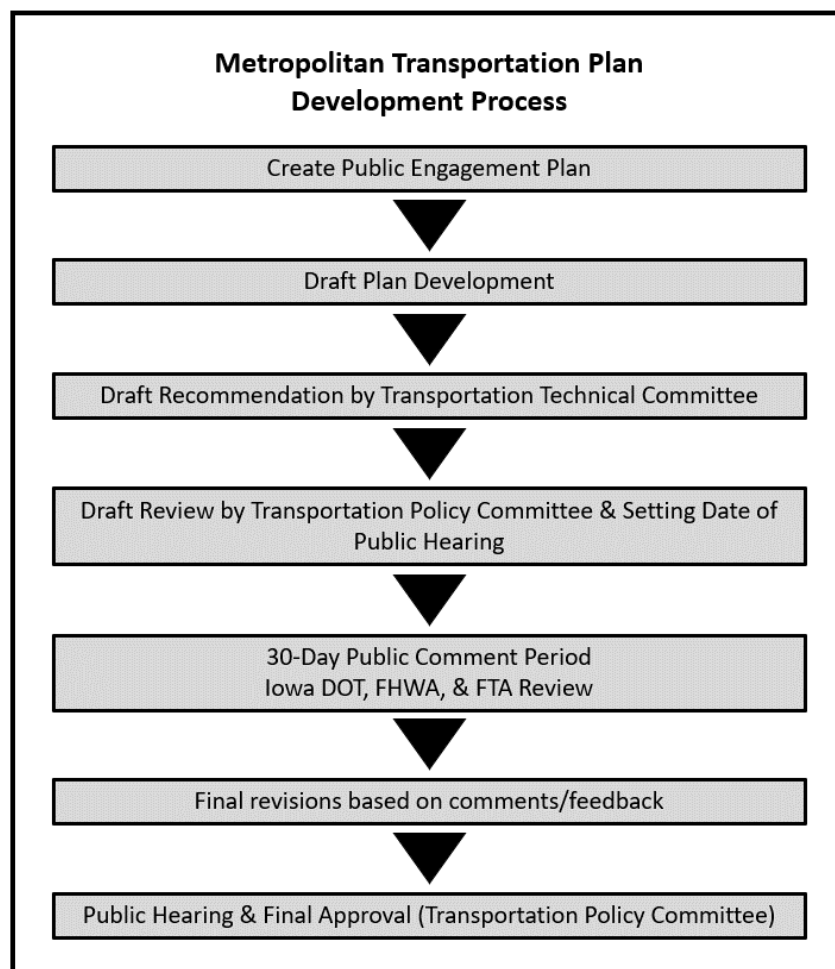 Metropolitan Transportation Plan
Development Process
Create Public Engagement Plan
Draft Plan Development
Draft Recommendation by Transportation Technical Committee
Draft Review by Transportation Policy Committee & Setting Date of
Public Hearing
30-Day Public Comment Period
Iowa DOT, FHWA, & FTA Review
Final revisions based on comments/feedback
Public Hearing & Final Approval (Transportation Policy Committee)